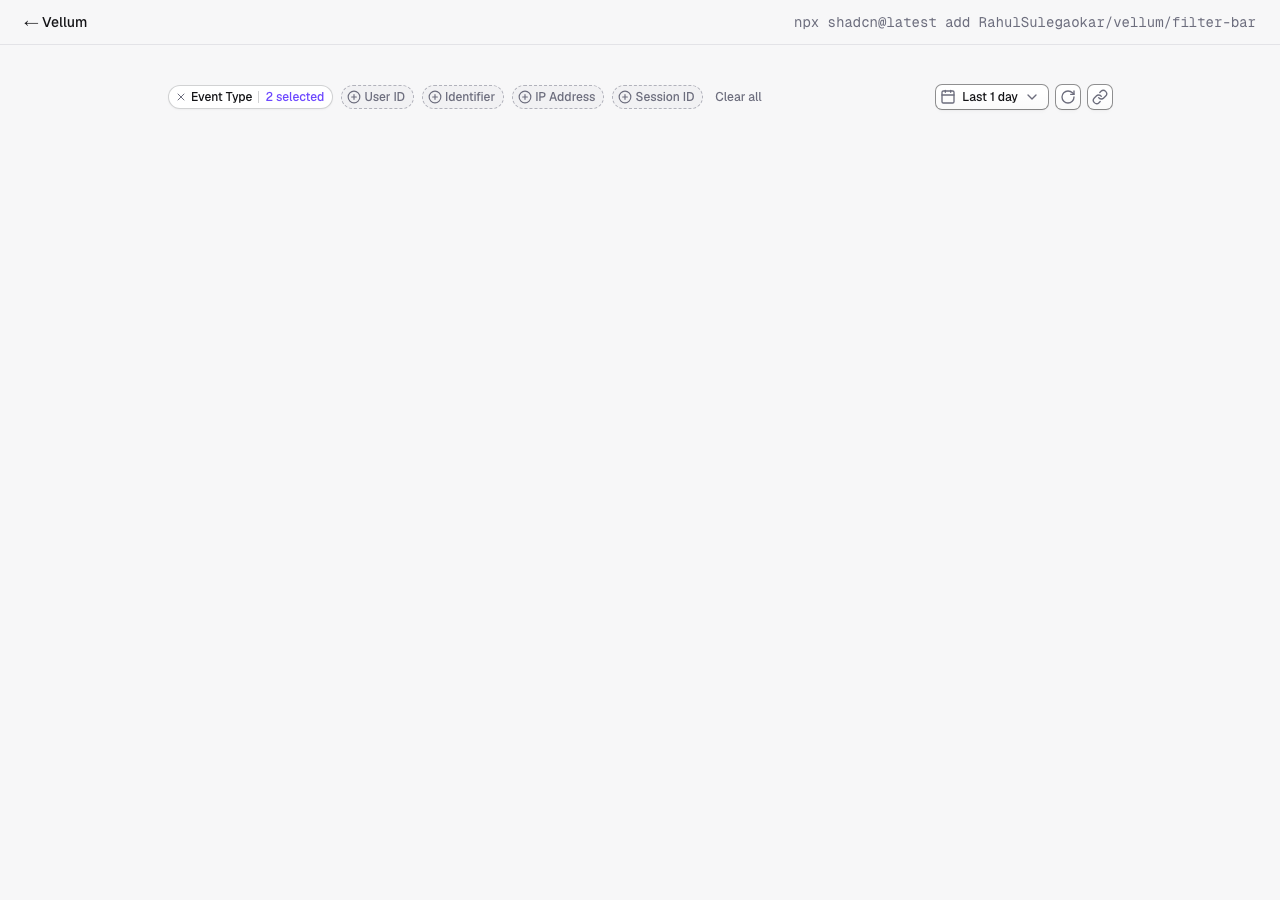 ← Vellum
npx shadcn@latest add RahulSulegaokar/vellum/filter-bar
Event Type 2 selected User ID Identifier IP Address Session ID Clear all Last 1 day